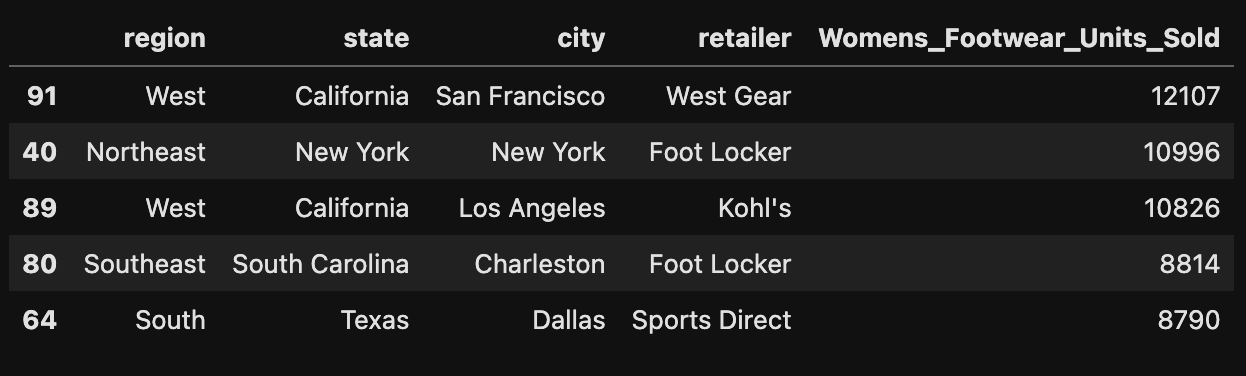 region state city retailer Womens_Footwear_Units_Sold
91 West California San Francisco West Gear 12107
40 Northeast New York New York Foot Locker 10996
89 West California Los Angeles Kohl's 10826
80 Southeast South Carolina Charleston Foot Locker 8814
64 South Texas Dallas Sports Direct 8790